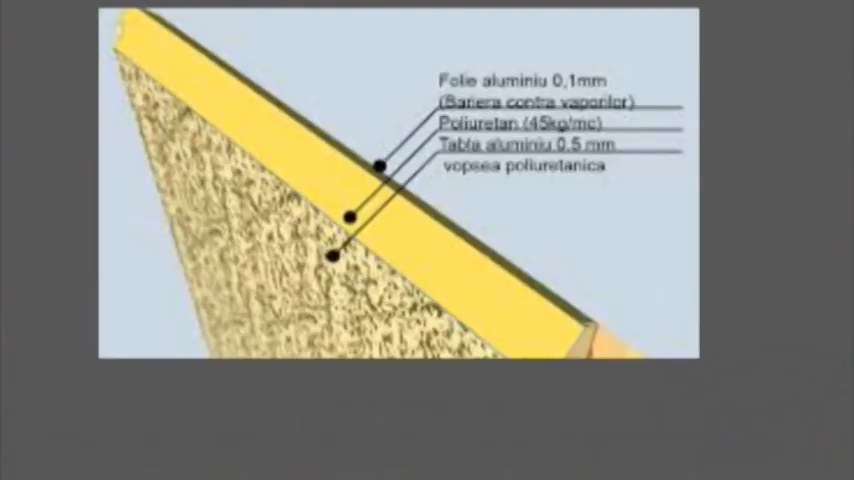 Folie aluminiu 0,1mm
(Bariera contra vaporilor)
Poliuretan (45kg/mc)
Tabla aluminiu 0.5 mm
vopsea poliuretanica